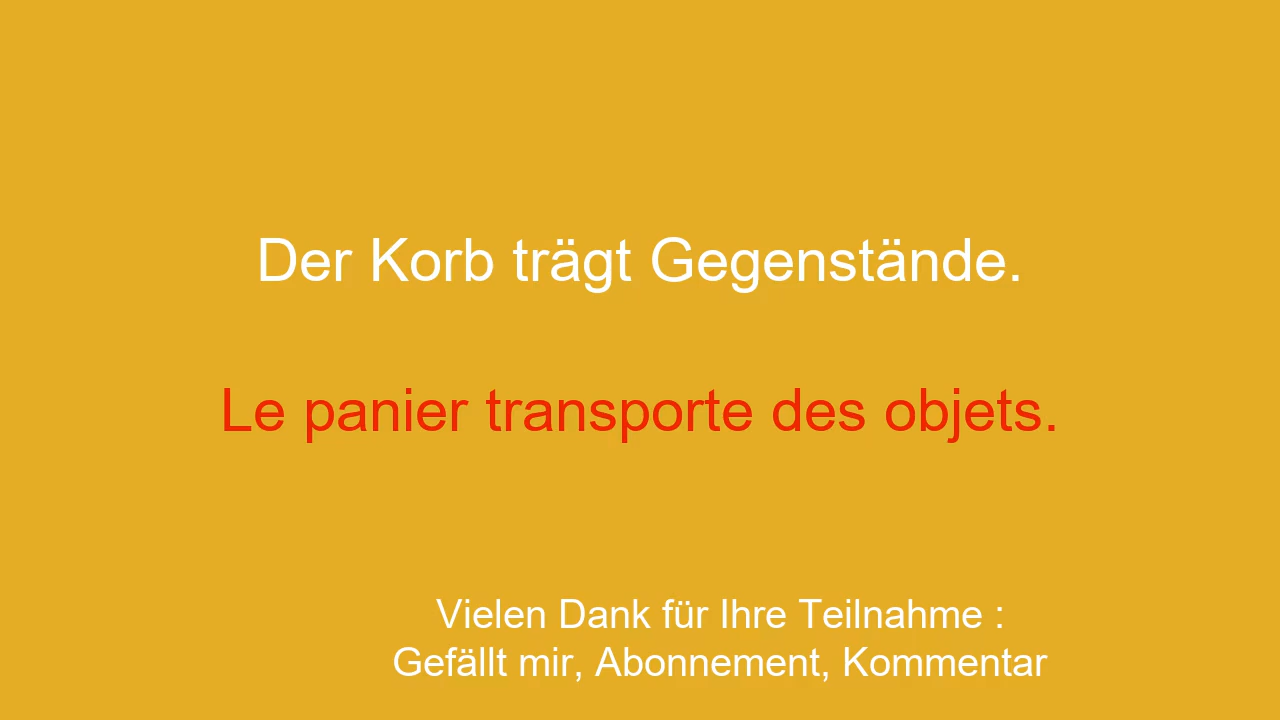 Der Korb trägt Gegenstände.
Le panier transporte des objets.
Vielen Dank für Ihre Teilnahme :
Gefällt mir, Abonnement, Kommentar